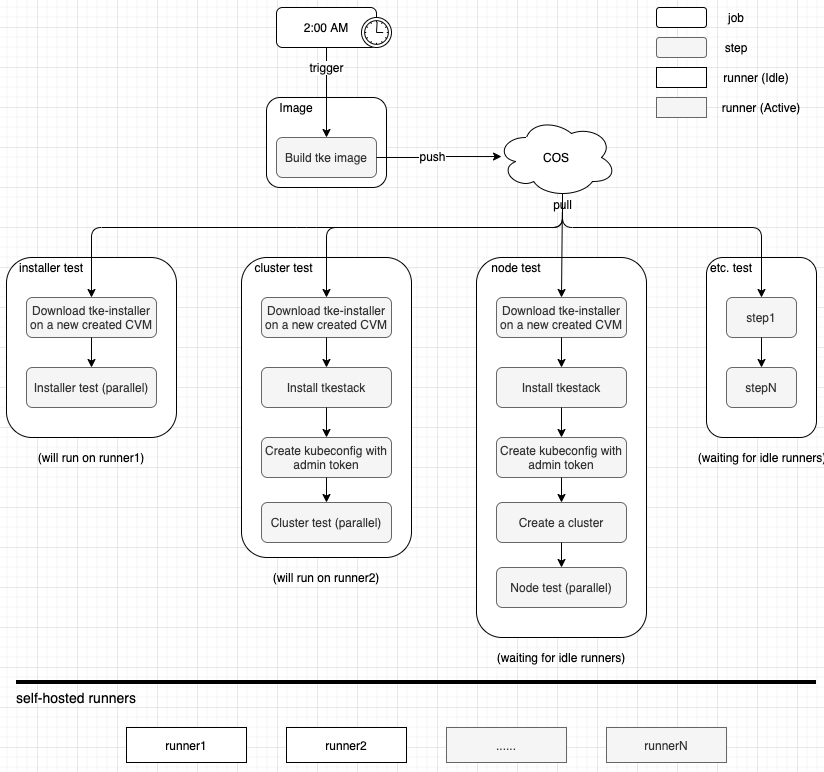 2:00 AM
trigger
job
step
runner (Idle)
runner (Active)
Image
Build tke image
push
COS
pull
installer test
Download tke-installer
on a new created CVM
Installer test (parallel)
(will run on runner1)
cluster test
Download tke-installer
on a new created CVM
Install tkestack
Create kubeconfig with
admin token
Cluster test (parallel)
(will run on runner2)
node test
Download tke-installer
on a new created CVM
Install tkestack
Create kubeconfig with
admin token
Create a cluster
Node test (parallel)
(waiting for idle runners)
etc. test
step1
stepN
(waiting for idle runners)
self-hosted runners
runner1
runner2
......
runnerN